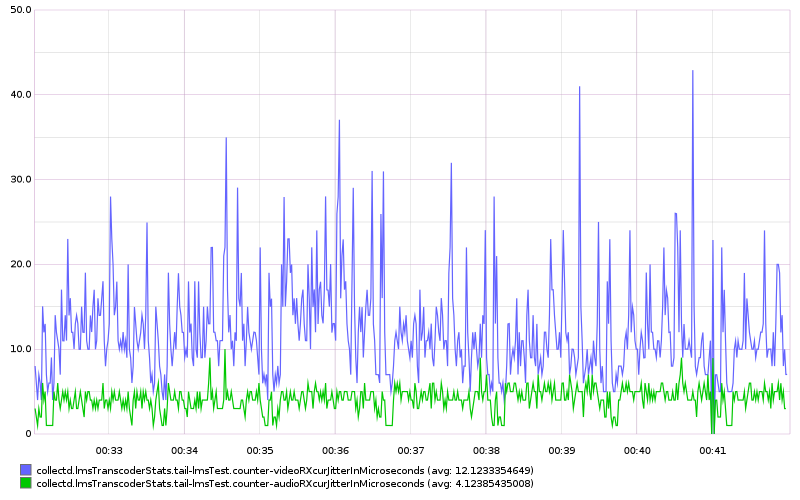 50.0
40.0
30.0
20.0
10.0
0
00:33 00:34 00:35 00:36 00:37 00:38 00:39 00:40 00:41
collectd.lmsTranscoderStats.tail-lmsTest.counter-videoRXcurJitterInMicroseconds (avg: 12.1233354649)
collectd.lmsTranscoderStats.tail-lmsTest.counter-audioRXcurJitterInMicroseconds (avg: 4.12385435008)